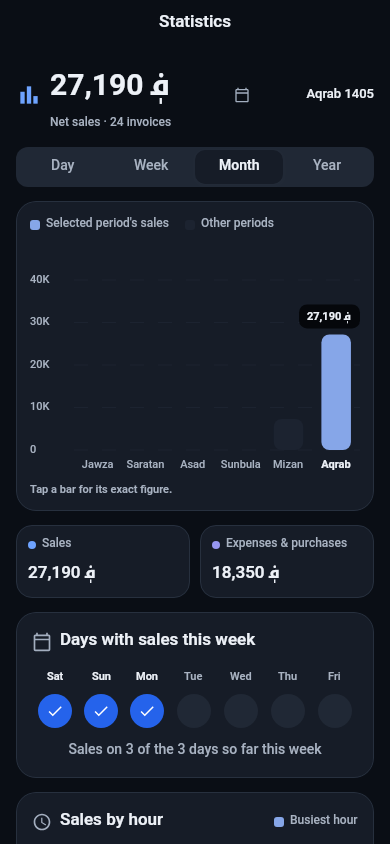 Statistics
27,190 ؋
Aqrab 1405
Net sales · 24 invoices
Day
Week
Month
Year
Selected period's sales
Other periods
40K
30K
20K
10K
0
27,190 ؋
Jawza
Saratan
Asad
Sunbula
Mizan
Aqrab
Tap a bar for its exact figure.
Sales
27,190 ؋
Expenses & purchases
18,350 ؋
Days with sales this week
Sat
Sun
Mon
Tue
Wed
Thu
Fri
Sales on 3 of the 3 days so far this week
Sales by hour
Busiest hour